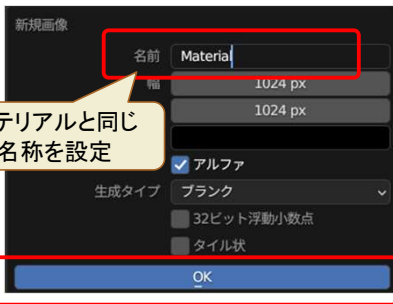 新規画像
名前 Material
幅 1024 px
1024 px
テリアルと同じ
名称を設定
アルファ
生成タイプ ブランク
32ビット浮動小数点
タイル状
OK